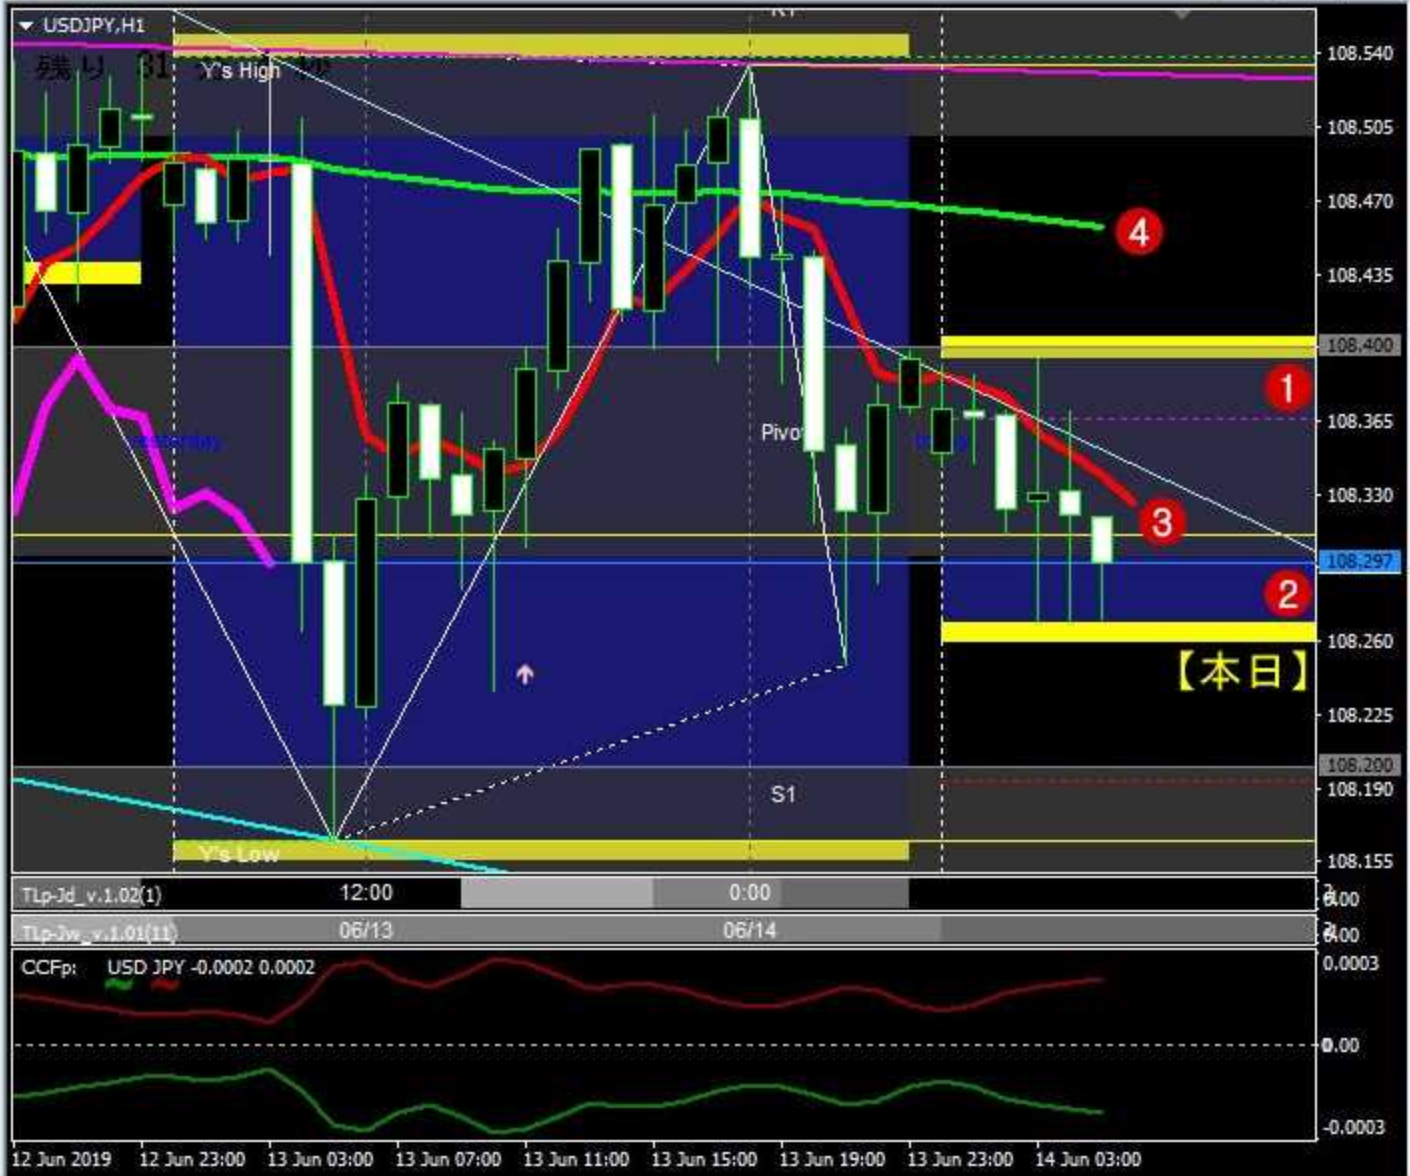 USDJPY,H1
R1
残り 31
Y's High
108.540
108.505
108.470
4
108.435
108.400
1
108.365
yesterday
Pivot
today
108.330
3
108.297
2
108.260
【本日】
108.225
108.200
S1
108.190
Y's Low
108.155
TLp-Jd_v.1.02(1)
12:00
0:00
TLp-Jw_v.1.01(11)
06/13
06/14
CCFp: USD JPY -0.0002 0.0002
0.0003
0.00
-0.0003
12 Jun 2019
12 Jun 23:00
13 Jun 03:00
13 Jun 07:00
13 Jun 11:00
13 Jun 15:00
13 Jun 19:00
13 Jun 23:00
14 Jun 03:00